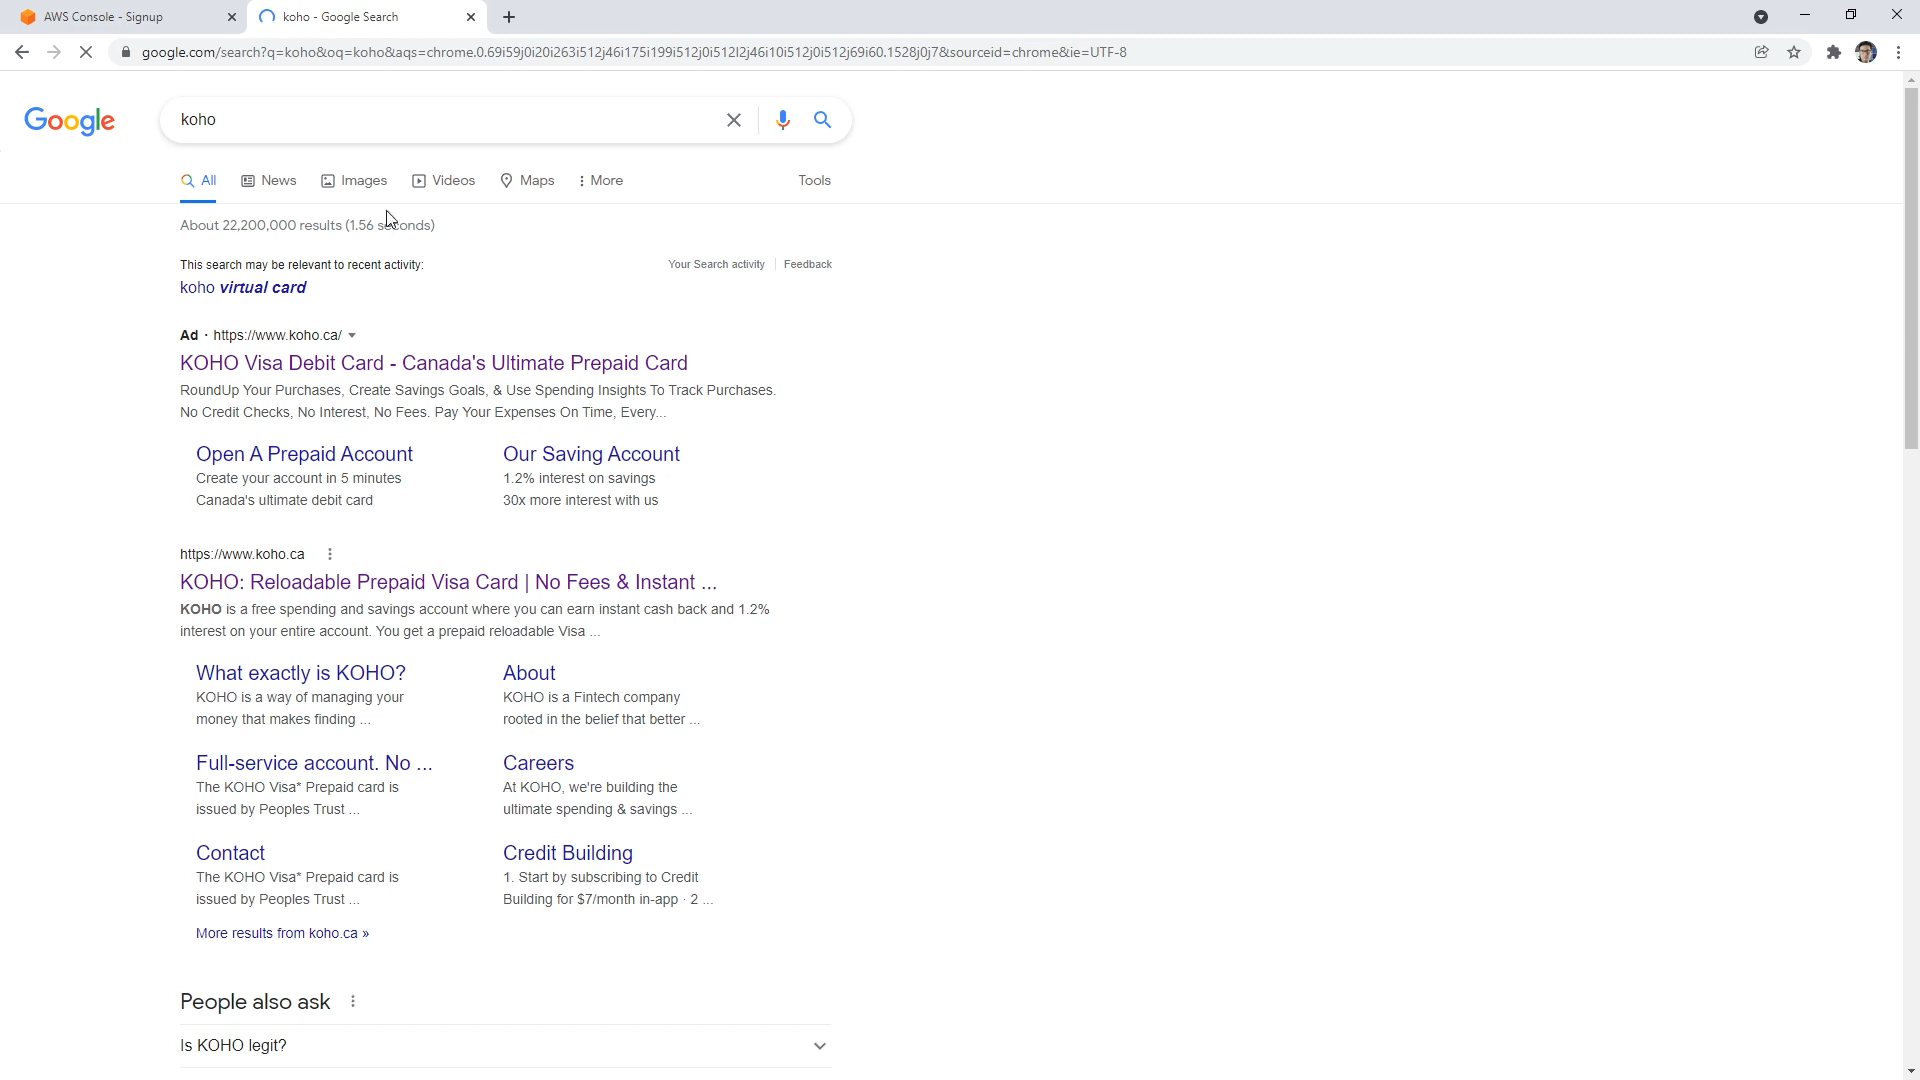 AWS Console - Signup
koho - Google Search
google.com/search?q=koho&oq=koho&aqs=chrome.0.69i59j0i20i263i512j46i175i199i512j0i512l2j46i10i512j0i512j69i60.1528j0j7&sourceid=chrome&ie=UTF-8
Google
koho
All News Images Videos Maps More Tools
About 22,200,000 results (1.56 seconds)
This search may be relevant to recent activity: Your Search activity Feedback
koho virtual card
Ad · https://www.koho.ca/
KOHO Visa Debit Card - Canada's Ultimate Prepaid Card
RoundUp Your Purchases, Create Savings Goals, & Use Spending Insights To Track Purchases.
No Credit Checks, No Interest, No Fees. Pay Your Expenses On Time, Every...
Open A Prepaid Account
Create your account in 5 minutes
Canada's ultimate debit card
Our Saving Account
1.2% interest on savings
30x more interest with us
https://www.koho.ca
KOHO: Reloadable Prepaid Visa Card | No Fees & Instant ...
KOHO is a free spending and savings account where you can earn instant cash back and 1.2%
interest on your entire account. You get a prepaid reloadable Visa ...
What exactly is KOHO?
KOHO is a way of managing your
money that makes finding ...
About
KOHO is a Fintech company
rooted in the belief that better ...
Full-service account. No ...
The KOHO Visa* Prepaid card is
issued by Peoples Trust ...
Careers
At KOHO, we're building the
ultimate spending & savings ...
Contact
The KOHO Visa* Prepaid card is
issued by Peoples Trust ...
Credit Building
1. Start by subscribing to Credit
Building for $7/month in-app · 2 ...
More results from koho.ca »
People also ask
Is KOHO legit?